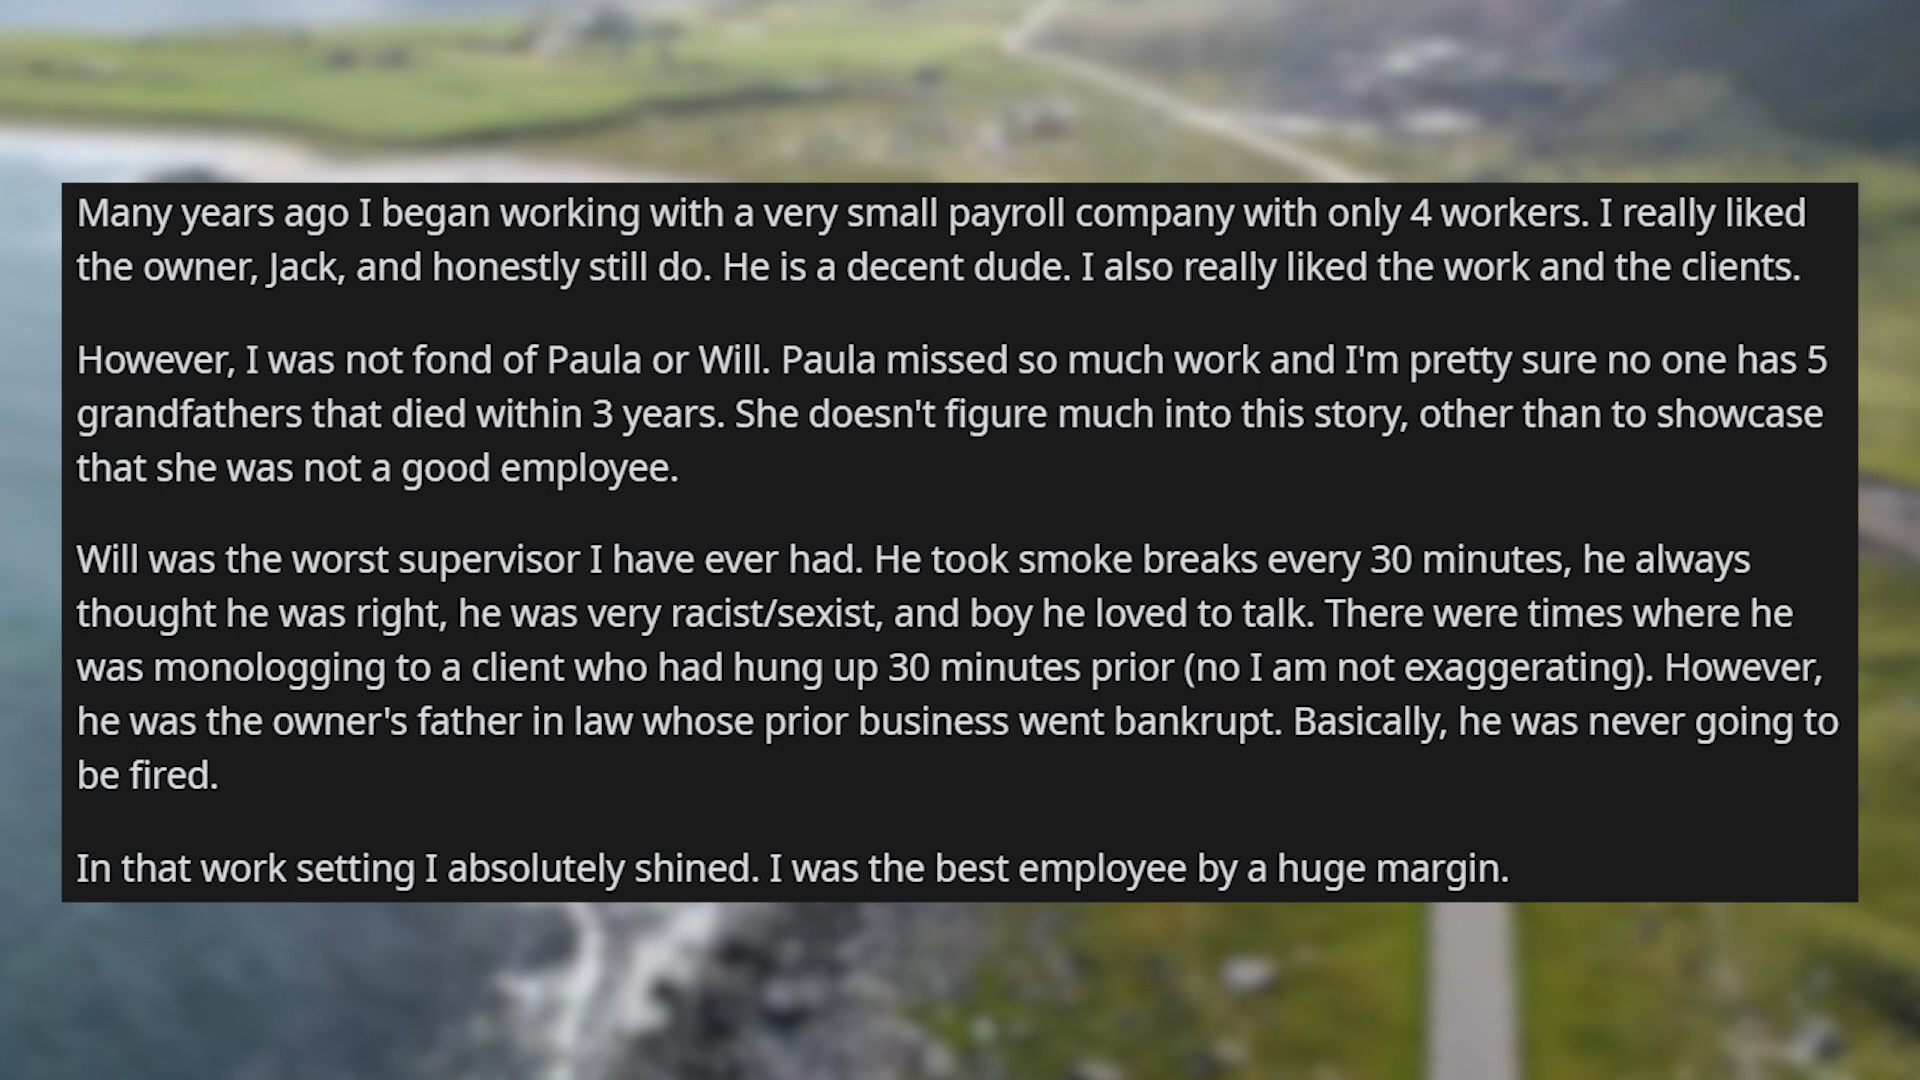 Many years ago I began working with a very small payroll company with only 4 workers. I really liked
the owner, Jack, and honestly still do. He is a decent dude. I also really liked the work and the clients.
However, I was not fond of Paula or Will. Paula missed so much work and I'm pretty sure no one has 5
grandfathers that died within 3 years. She doesn't figure much into this story, other than to showcase
that she was not a good employee.
Will was the worst supervisor I have ever had. He took smoke breaks every 30 minutes, he always
thought he was right, he was very racist/sexist, and boy he loved to talk. There were times where he
was monologging to a client who had hung up 30 minutes prior (no I am not exaggerating). However,
he was the owner's father in law whose prior business went bankrupt. Basically, he was never going to
be fired.
In that work setting I absolutely shined. I was the best employee by a huge margin.